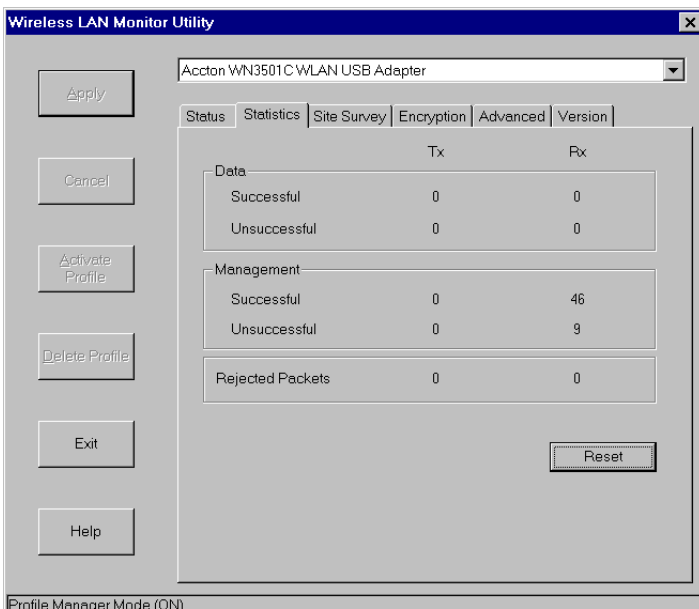 Wireless LAN Monitor Utility
Accton WN3501C WLAN USB Adapter
Apply
Cancel
Activate
Profile
Delete Profile
Exit
Help
Status Statistics Site Survey Encryption Advanced Version
Tx Rx
Data
Successful 0 0
Unsuccessful 0 0
Management
Successful 0 46
Unsuccessful 0 9
Rejected Packets 0 0
Reset
Profile Manager Mode (ON)